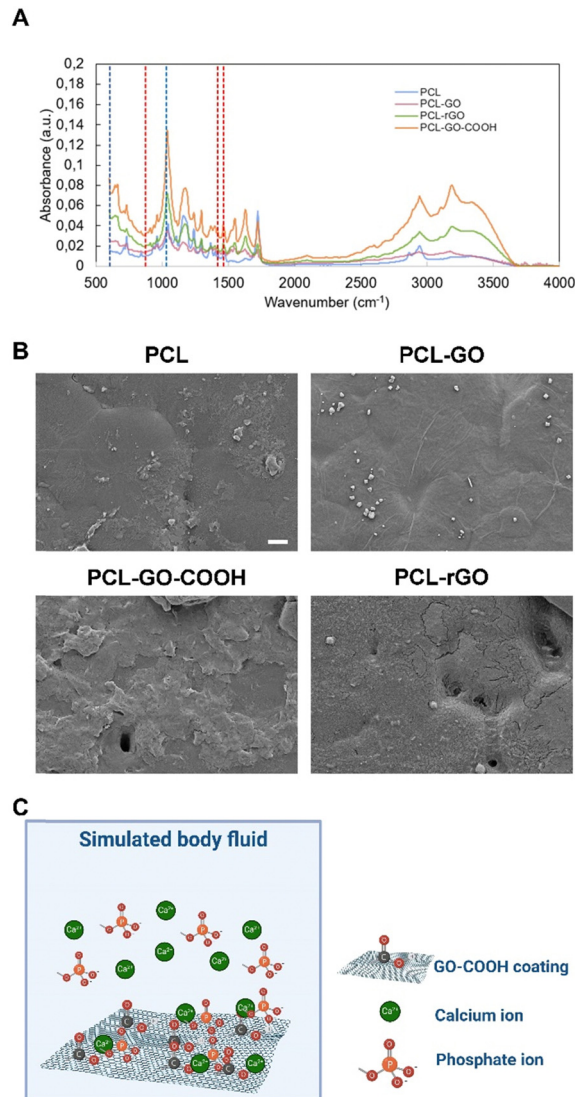 A
0,2
0,18
0,16
0,14
0,12
0,1
0,08
0,06
0,04
0,02
0
Absorbance (a.u.)
500 1000 1500 2000 2500 3000 3500 4000
Wavenumber (cm-1)
PCL
PCL-GO
PCL-rGO
PCL-GO-COOH
B
PCL
PCL-GO
PCL-GO-COOH
PCL-rGO
C
Simulated body fluid
GO-COOH coating
Calcium ion
Phosphate ion